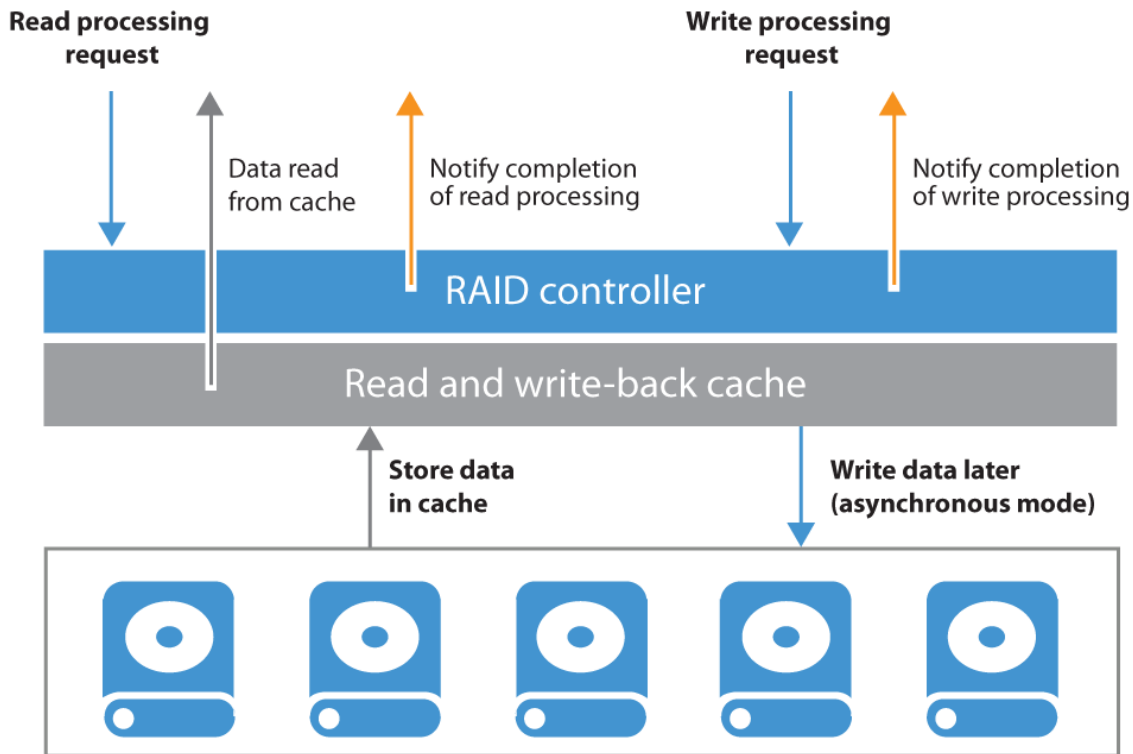 Read processing
request
Write processing
request
Data read
from cache
Notify completion
of read processing
Notify completion
of write processing
RAID controller
Read and write-back cache
Store data
in cache
Write data later
(asynchronous mode)